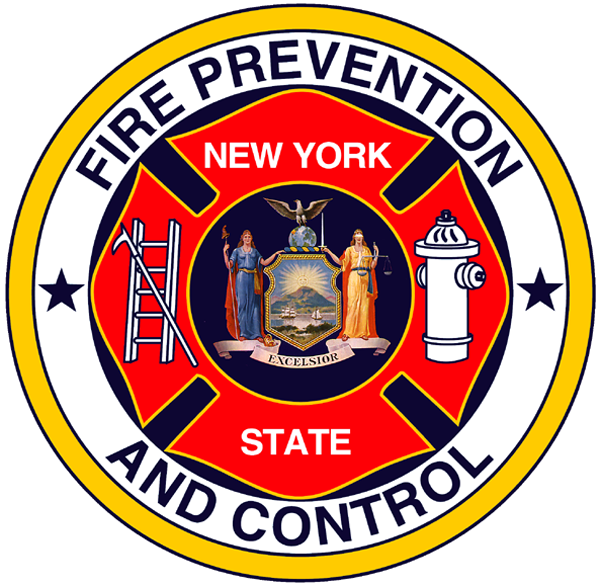 FIRE PREVENTION
NEW YORK
EXCELSIOR
STATE
AND CONTROL